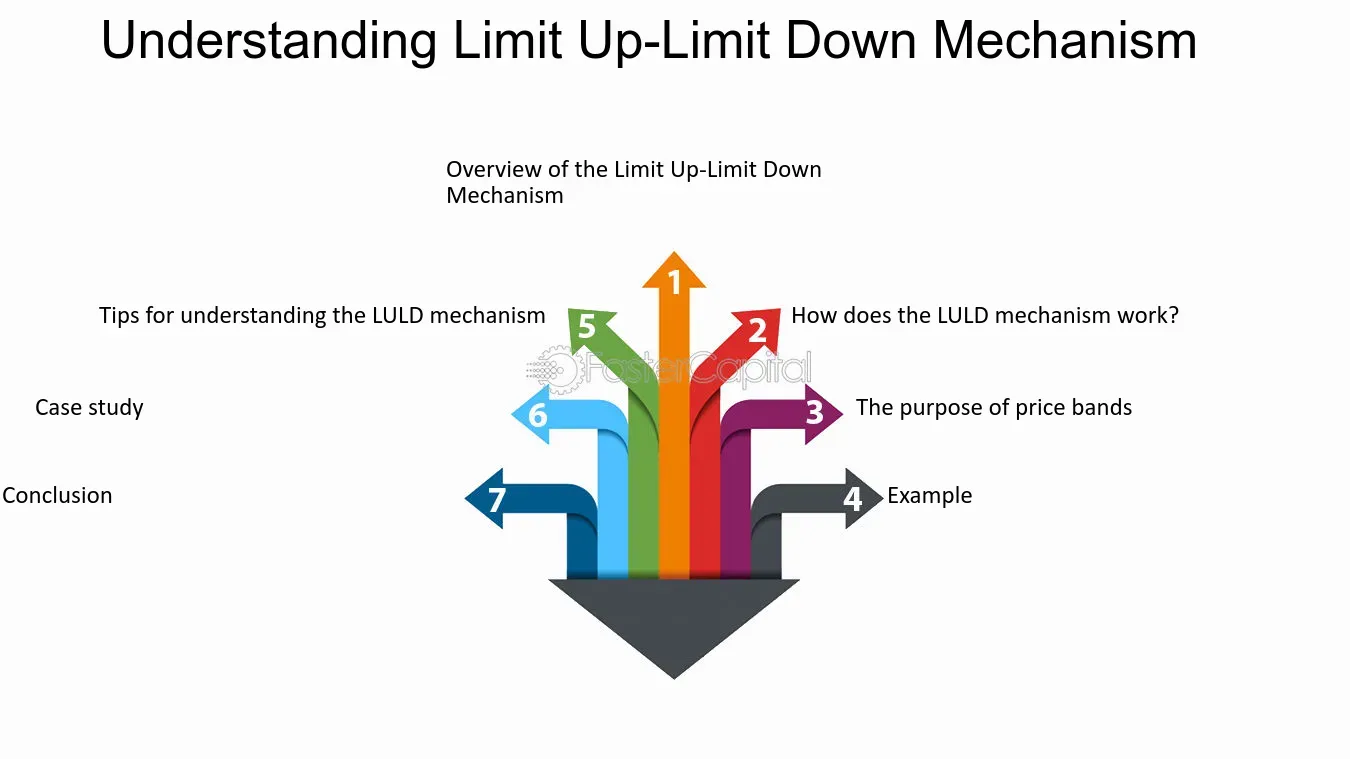 Understanding Limit Up-Limit Down Mechanism
Overview of the Limit Up-Limit Down
Mechanism
1
Tips for understanding the LULD mechanism
5
2
How does the LULD mechanism work?
FasterCapital
Case study
6
3
The purpose of price bands
Conclusion
7
4
Example